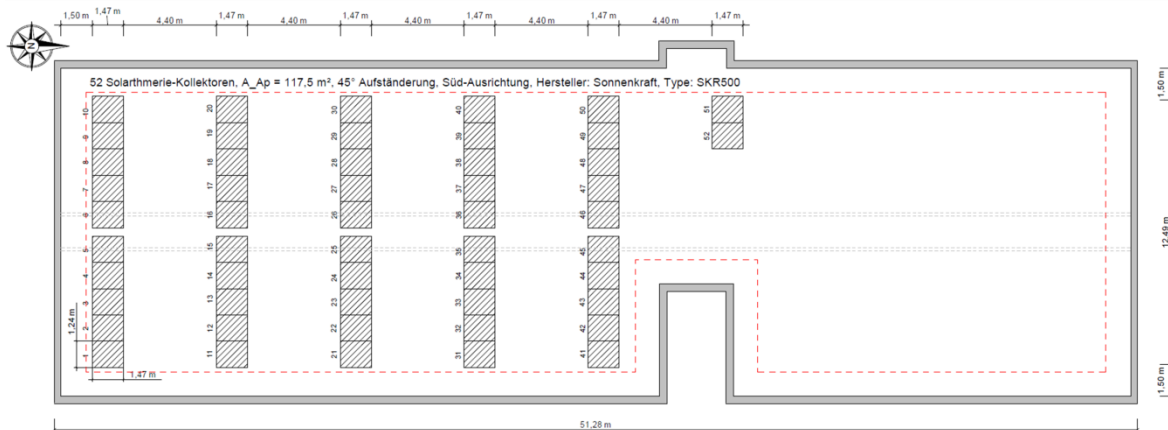 1,50 m 1,47 m 4,40 m 1,47 m 4,40 m 1,47 m 4,40 m 1,47 m 4,40 m 1,47 m 4,40 m 1,47 m
N
52 Solarthmerie-Kollektoren, A_Ap = 117,5 m², 45° Aufständerung, Süd-Ausrichtung, Hersteller: Sonnenkraft, Type: SKR500
1,50 m
10 20 30 40 50 51
9 19 29 39 49 52
8 18 28 38 48
7 17 27 37 47
6 16 26 36 46
12,49 m
5 15 25 35 45
4 14 24 34 44
3 13 23 33 43
1,24 m
2 12 22 32 42
1 11 21 31 41
1,47 m
1,50 m
51,28 m